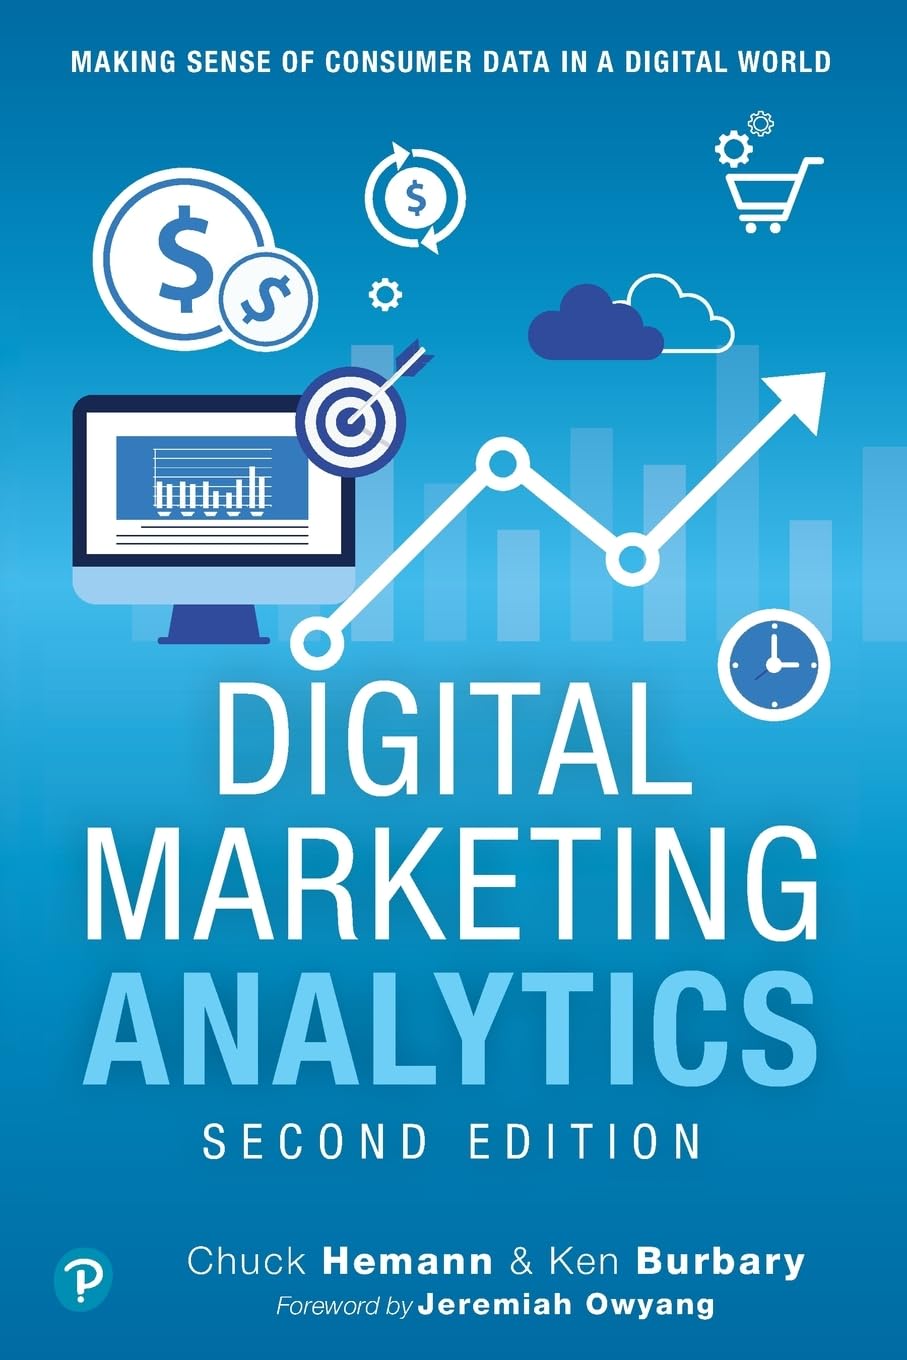 MAKING SENSE OF CONSUMER DATA IN A DIGITAL WORLD
$
$
$
DIGITAL
MARKETING
ANALYTICS
SECOND EDITION
Chuck Hemann & Ken Burbary
Foreword by Jeremiah Owyang
P